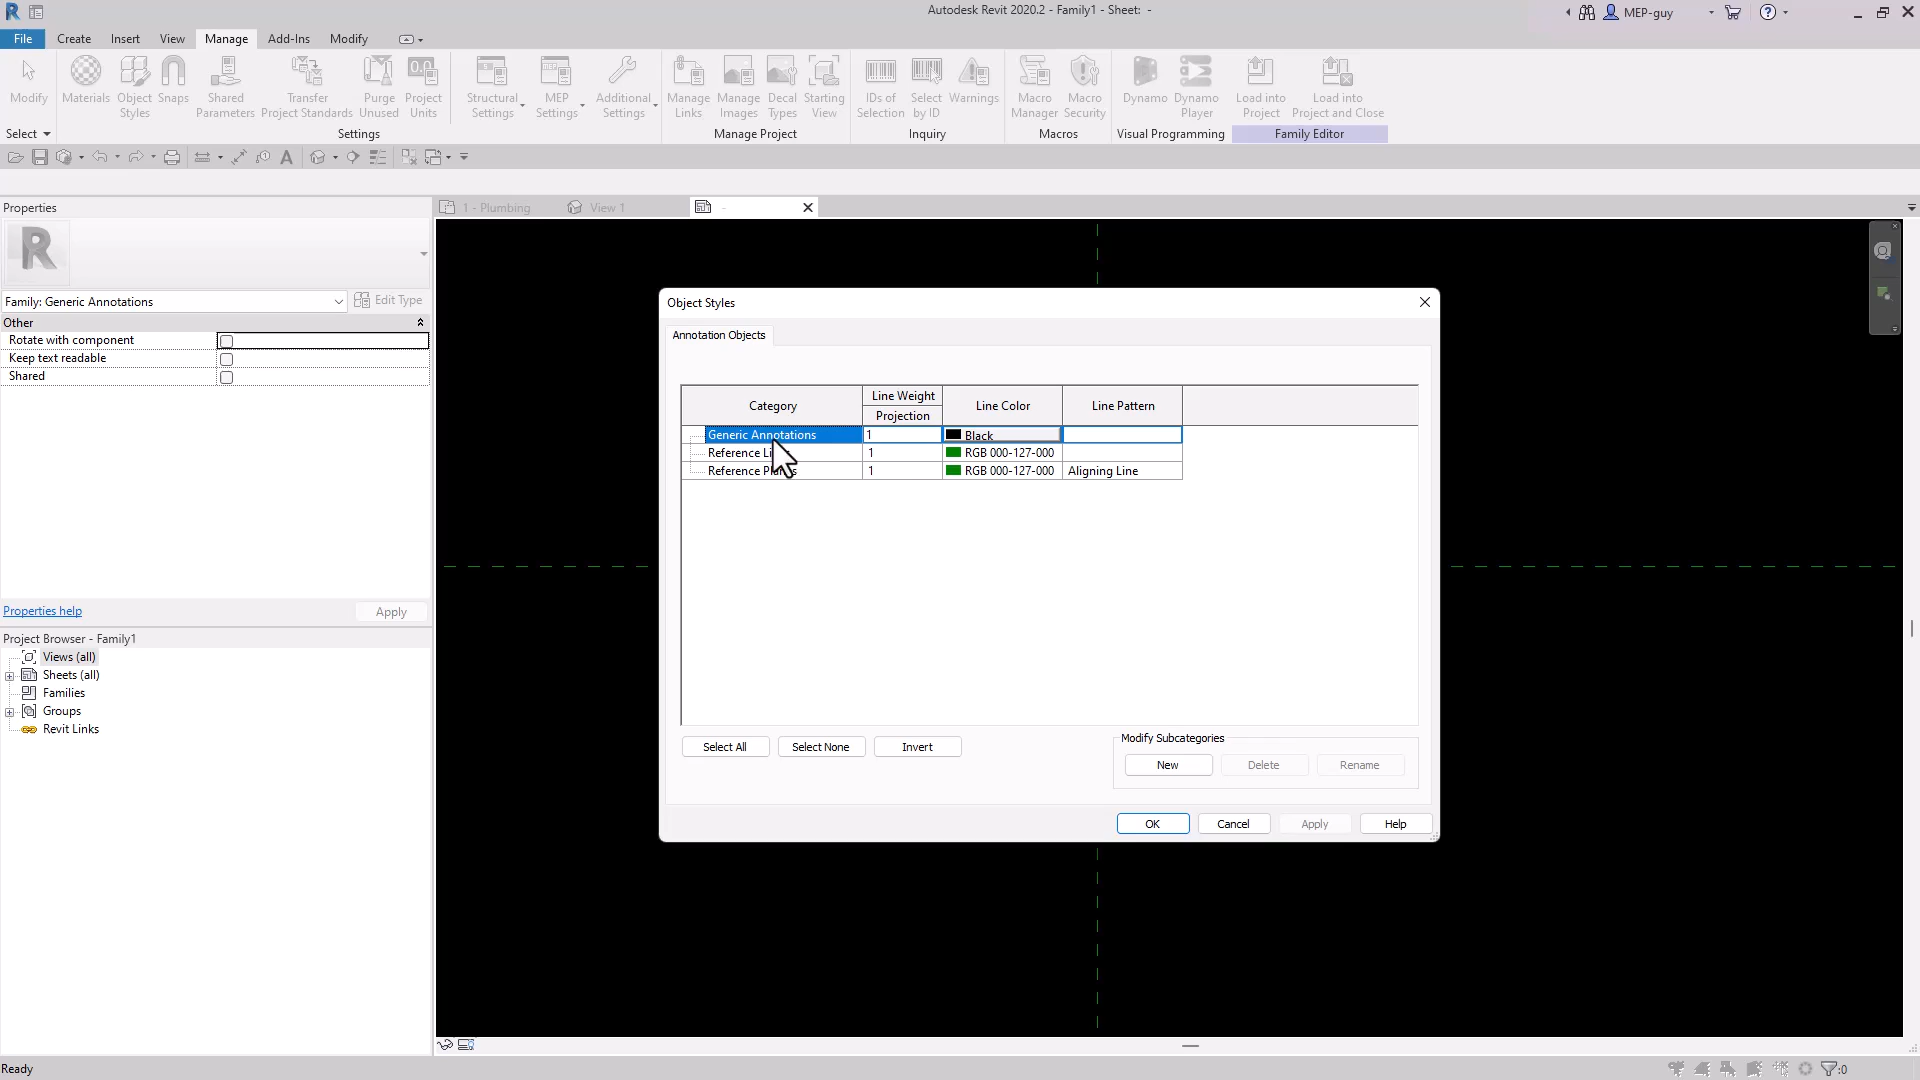 Autodesk Revit 2020.2 - Family1 - Sheet: -
MEP-guy
File Create Insert View Manage Add-Ins Modify
Modify
Materials
Object Styles
Snaps
Shared Parameters
Transfer Project Standards
Purge Unused
Project Units
Structural Settings
MEP Settings
Additional Settings
Manage Links
Manage Images
Decal Types
Starting View
IDs of Selection
Select by ID
Warnings
Macro Manager
Macro Security
Dynamo
Dynamo Player
Load into Project
Load into Project and Close
Select Settings Manage Project Inquiry Macros Visual Programming Family Editor
Properties
1 - Plumbing View 1 -
R
Family: Generic Annotations Edit Type
Other
Rotate with component
Keep text readable
Shared
Properties help Apply
Project Browser - Family1
Views (all)
Sheets (all)
Families
Groups
Revit Links
Object Styles
Annotation Objects
Category Line Weight Line Color Line Pattern
Projection
Generic Annotations 1 Black
Reference Li 1 RGB 000-127-000
Reference P s 1 RGB 000-127-000 Aligning Line
Select All Select None Invert
Modify Subcategories
New Delete Rename
OK Cancel Apply Help
Ready
:0